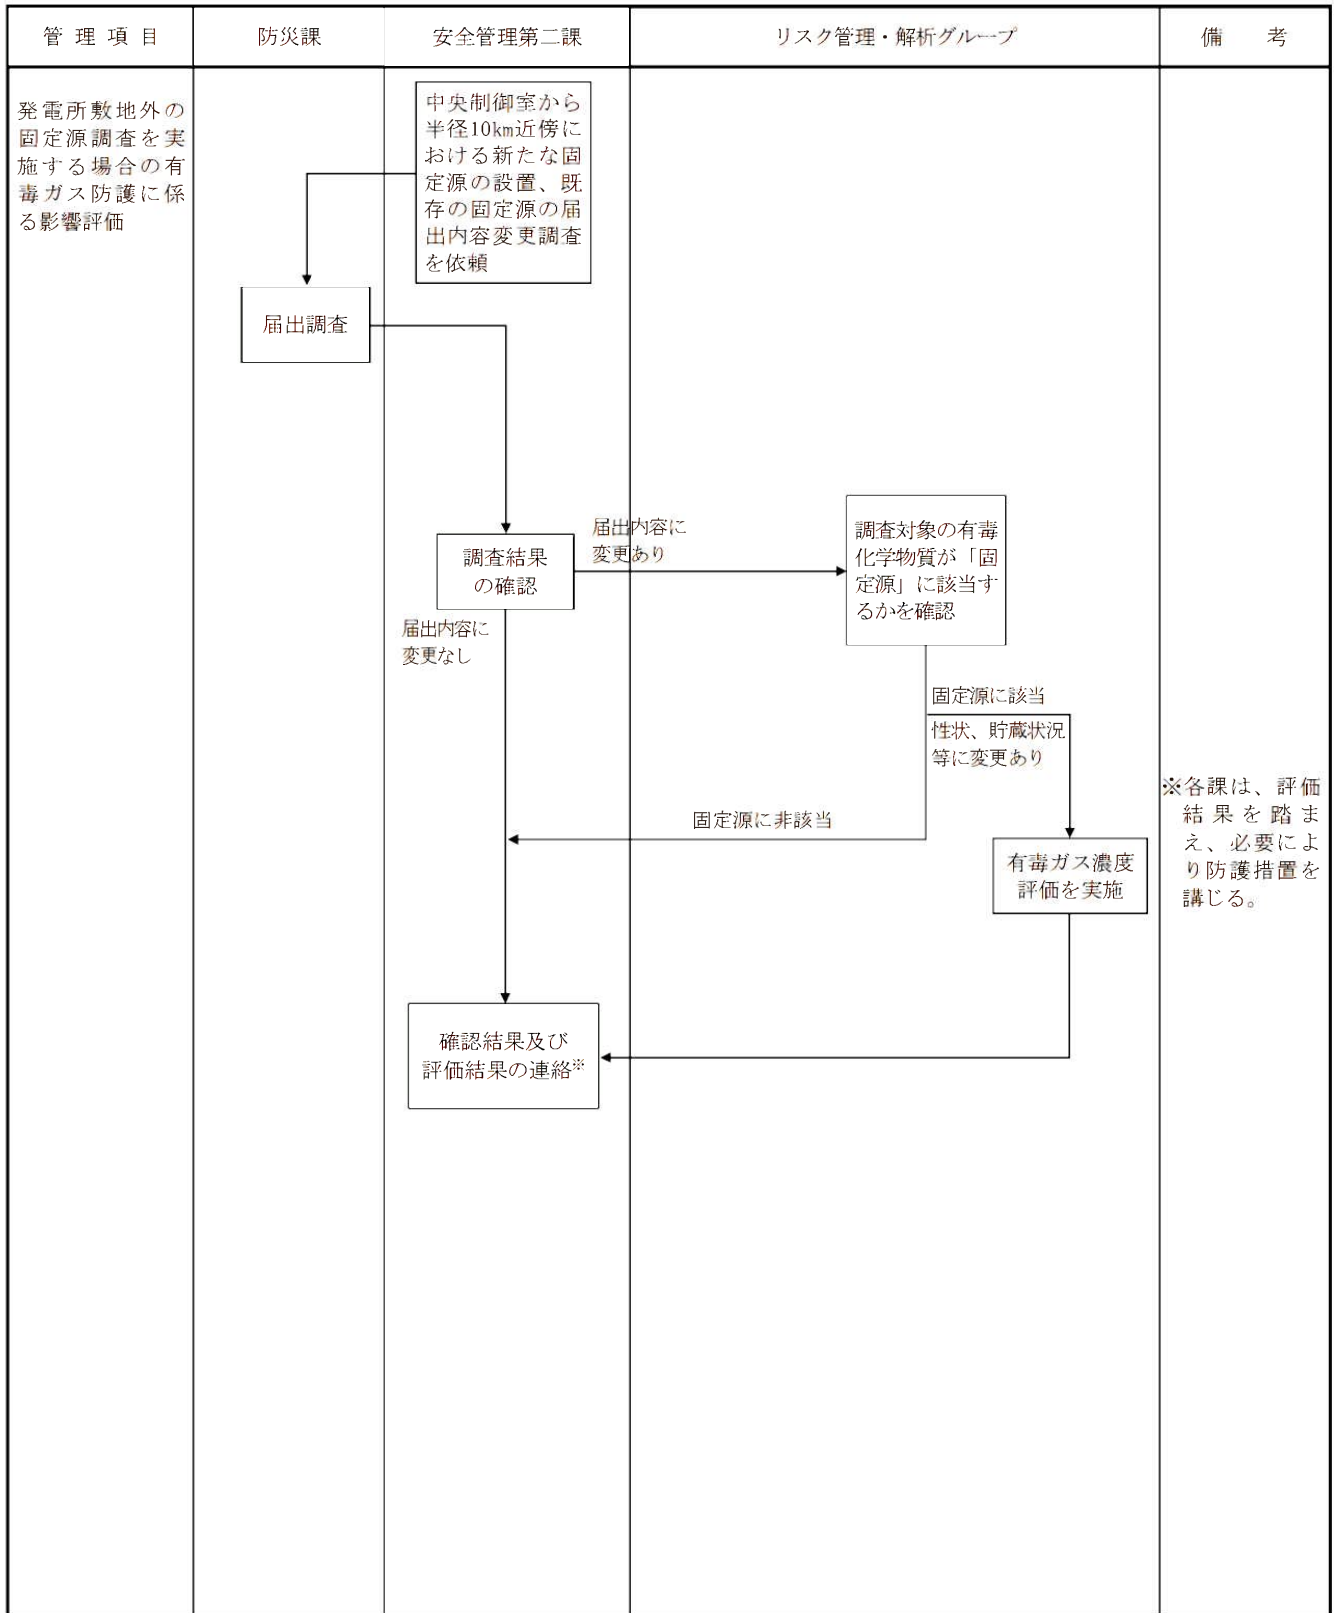 管理項目
防災課
安全管理第二課
リスク管理・解析グループ
備 考
発電所敷地外の
固定源調査を実
施する場合の有
毒ガス防護に係
る影響評価
中央制御室から
半径10km近傍に
おける新たな固
定源の設置、既
存の固定源の届
出内容変更調査
を依頼
届出調査
調査結果
の確認
届出内容に
変更あり
調査対象の有毒
化学物質が「固
定源」に該当す
るかを確認
届出内容に
変更なし
固定源に該当
性状、貯蔵状況
等に変更あり
固定源に非該当
有毒ガス濃度
評価を実施
※各課は、評価
結果を踏ま
え、必要によ
り防護措置を
講じる。
確認結果及び
評価結果の連絡※